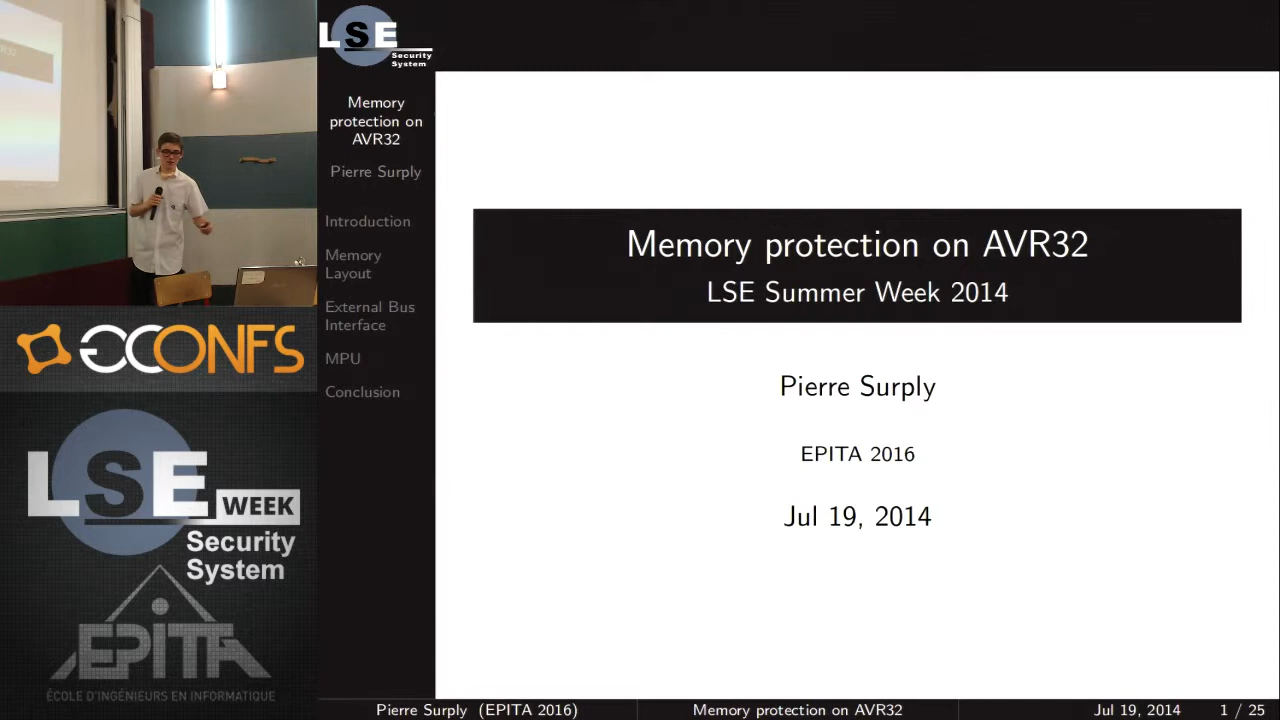 LSE
Security
System
Memory
protection on
AVR32
Pierre Surply
Introduction
Memory
Layout
External Bus
Interface
MPU
Conclusion
Memory protection on AVR32
LSE Summer Week 2014
Pierre Surply
EPITA 2016
Jul 19, 2014
CONFS
LSE WEEK
Security
System
EPITA
ÉCOLE D'INGÉNIEURS EN INFORMATIQUE
Pierre Surply (EPITA 2016)
Memory protection on AVR32
Jul 19, 2014
1 / 25